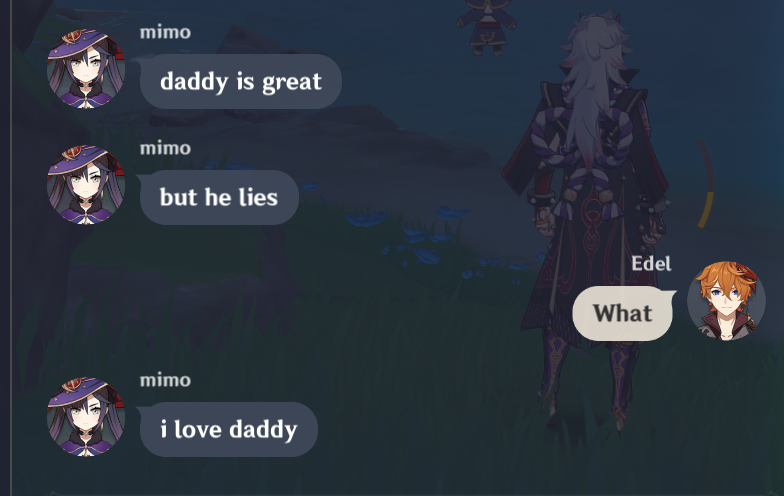 mimo
daddy is great
mimo
but he lies
Edel
What
mimo
i love daddy